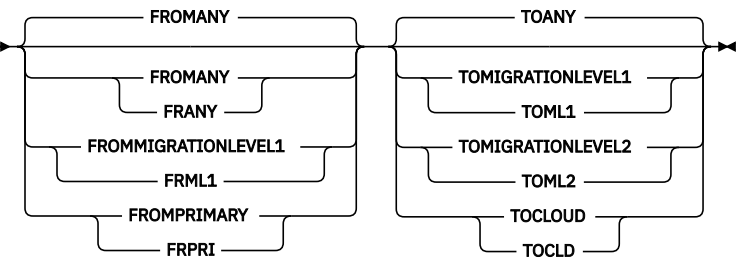 FROMANY
FROMANY
FRANY
FROMMIGRATIONLEVEL1
FRML1
FROMPRIMARY
FRPRI
TOANY
TOMIGRATIONLEVEL1
TOML1
TOMIGRATIONLEVEL2
TOML2
TOCLOUD
TOCLD